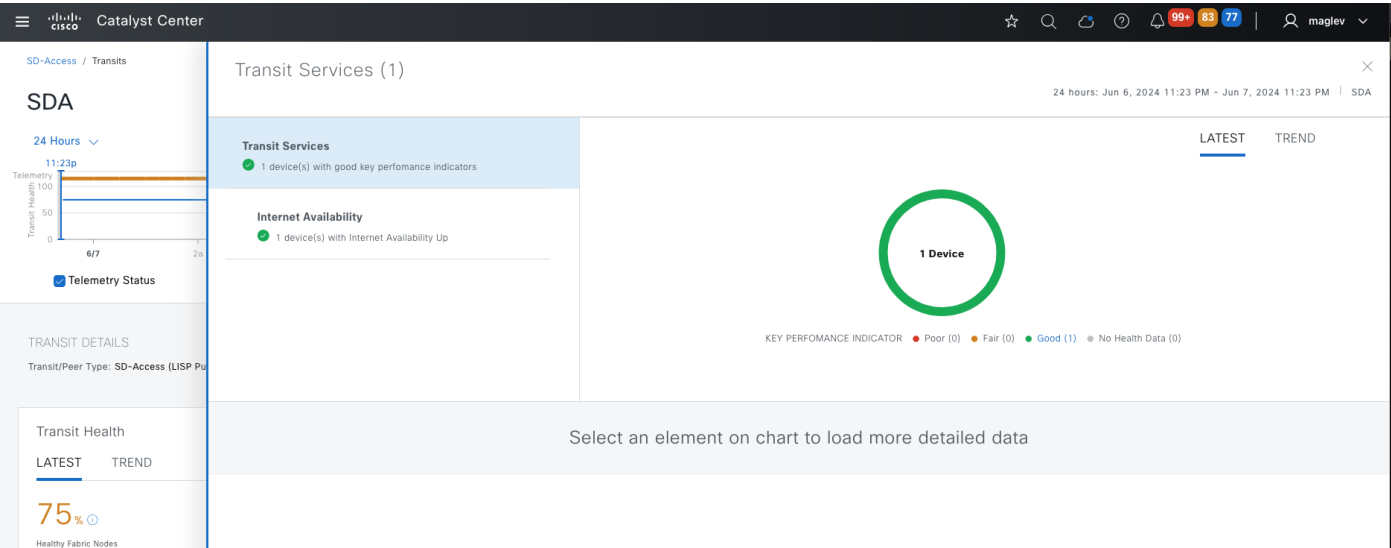 CISCO Catalyst Center
99+ 83 77 maglev
SD-Access / Transits
SDA
24 Hours
11:23p
Telemetry
100
50
0
Transit Health
6/7 2a
Telemetry Status
TRANSIT DETAILS
Transit/Peer Type: SD-Access (LISP Pu
Transit Health
LATEST TREND
75%
Healthy Fabric Nodes
Transit Services (1)
24 hours: Jun 6, 2024 11:23 PM - Jun 7, 2024 11:23 PM | SDA
Transit Services
1 device(s) with good key perfomance indicators
Internet Availability
1 device(s) with Internet Availability Up
LATEST TREND
1 Device
KEY PERFOMANCE INDICATOR Poor (0) Fair (0) Good (1) No Health Data (0)
Select an element on chart to load more detailed data